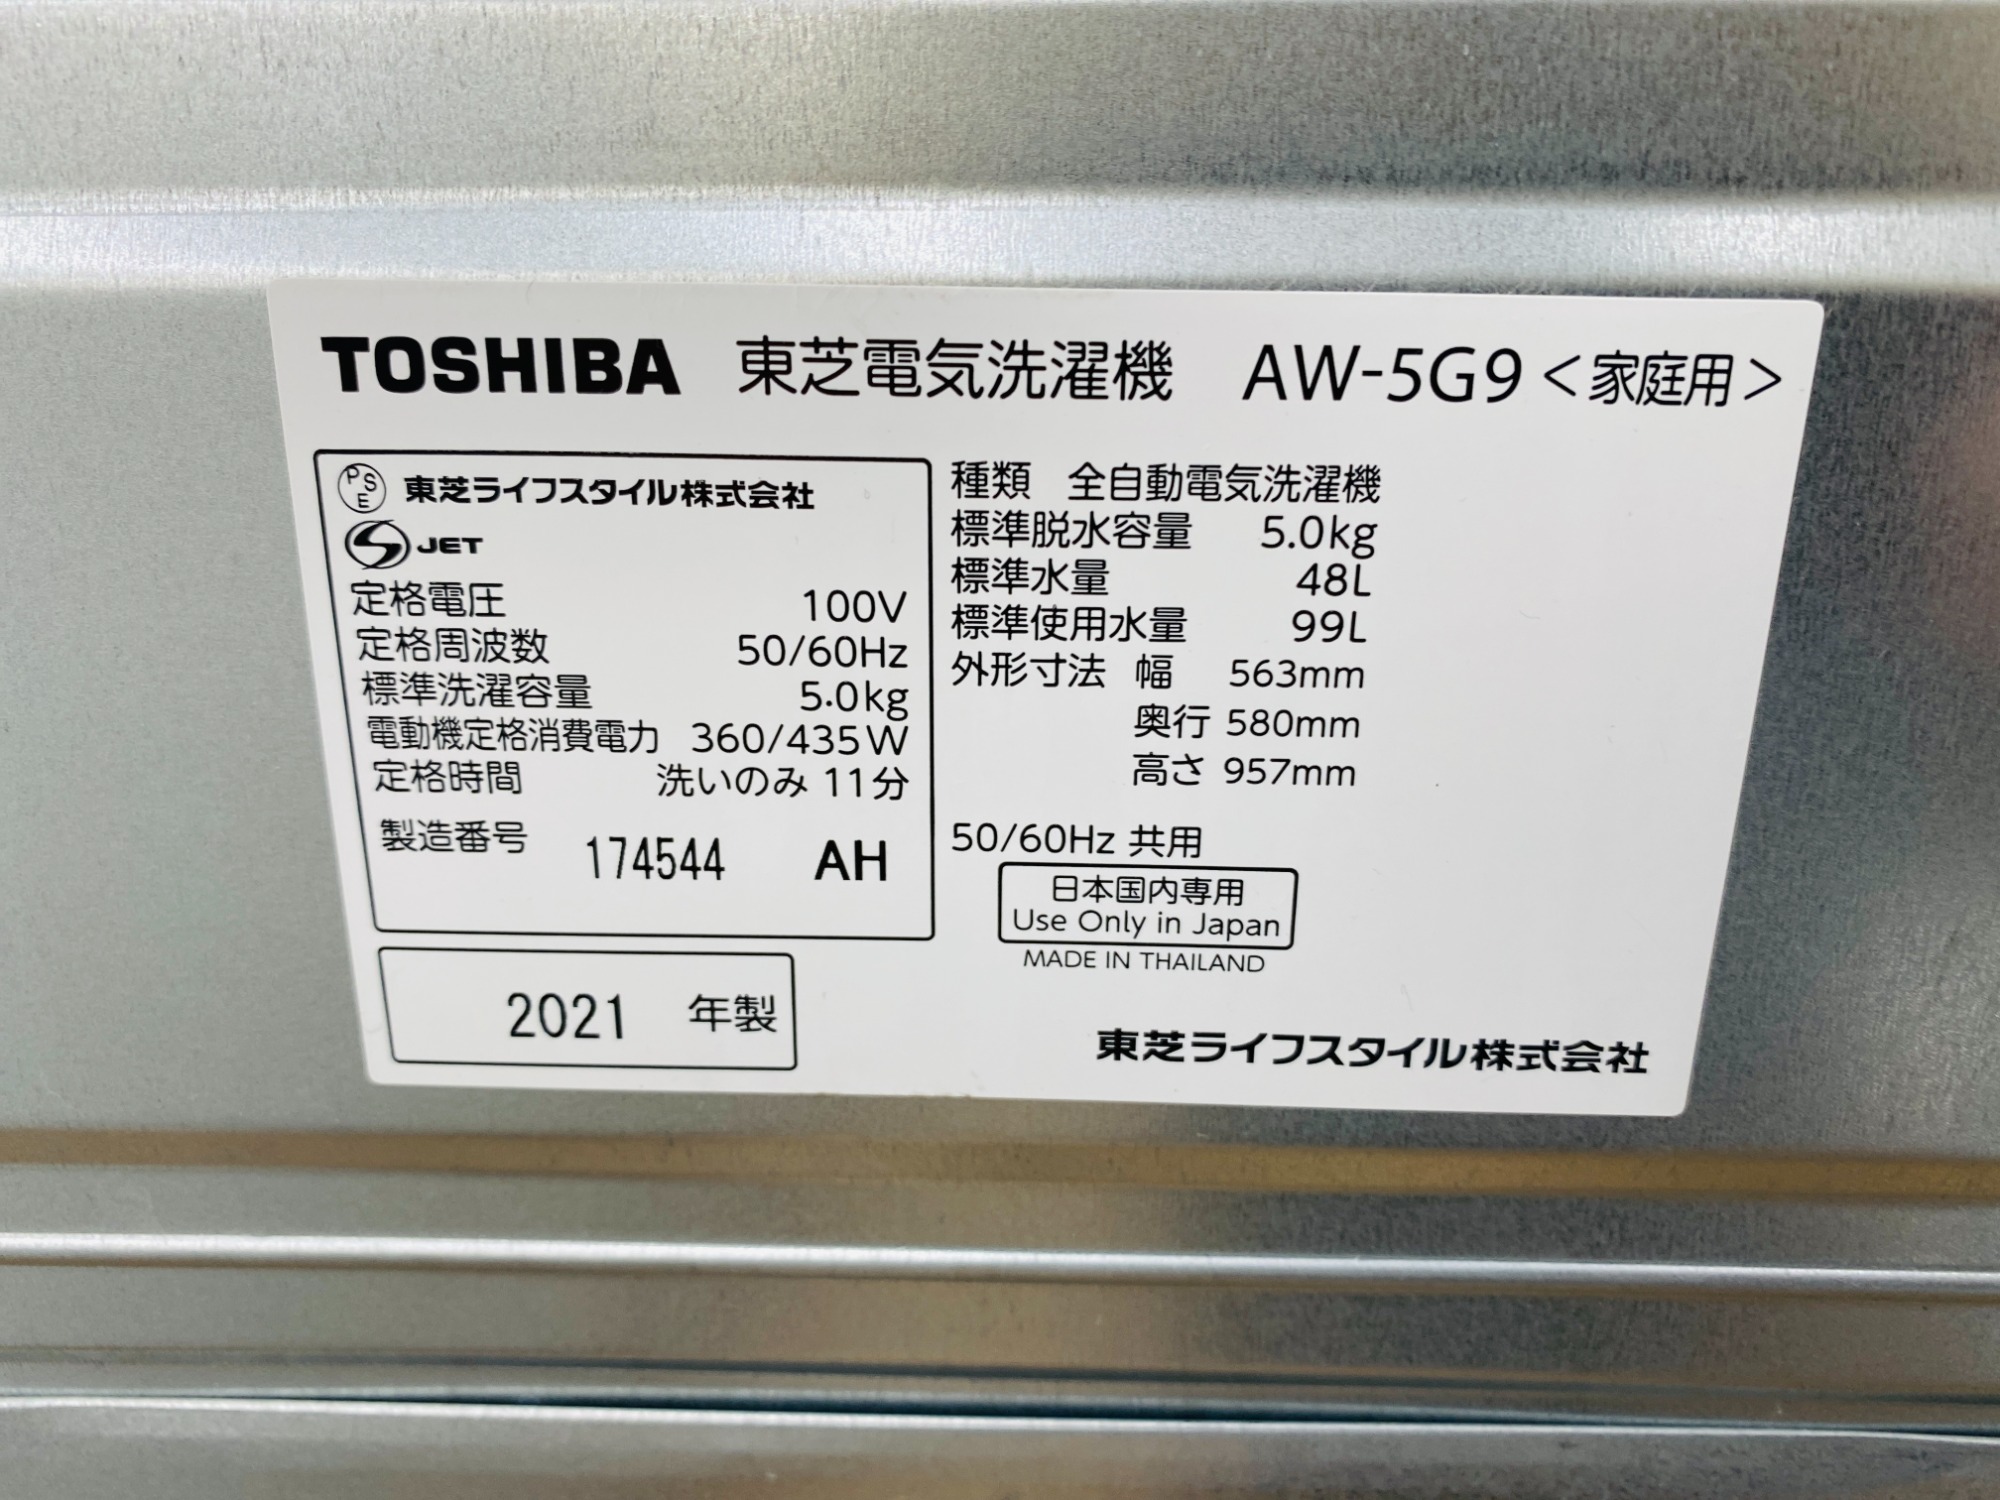 TOSHIBA 東芝電気洗濯機 AW-5G9 <家庭用>
PSE 東芝ライフスタイル株式会社
S JET
定格電圧 100V
定格周波数 50/60Hz
標準洗濯容量 5.0kg
電動機定格消費電力 360/435W
定格時間 洗いのみ 11分
製造番号 174544 AH
2021 年製
種類 全自動電気洗濯機
標準脱水容量 5.0kg
標準水量 48L
標準使用水量 99L
外形寸法 幅 563mm
奥行 580mm
高さ 957mm
50/60Hz 共用
日本国内専用
Use Only in Japan
MADE IN THAILAND
東芝ライフスタイル株式会社